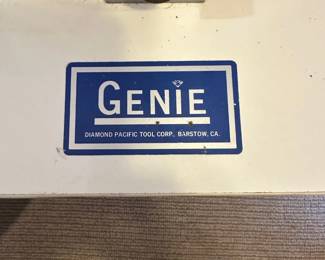 GENIE
DIAMOND PACIFIC TOOL CORP. BARSTOW, CA.